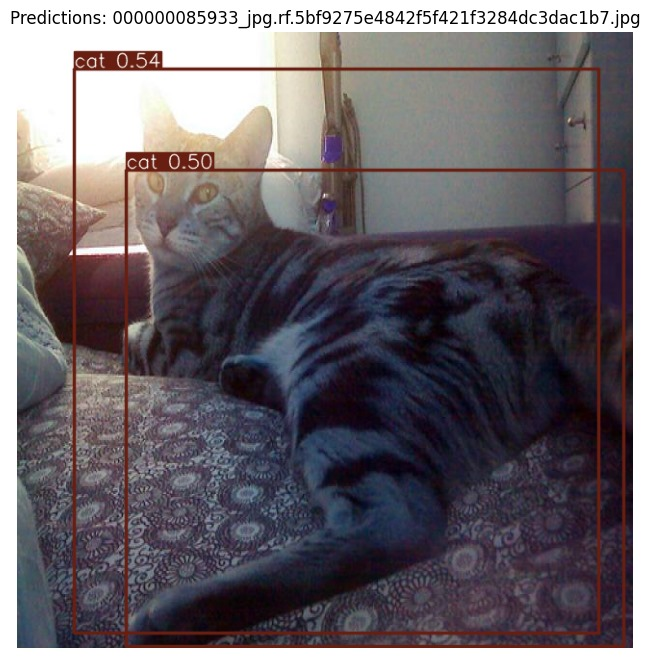 Predictions: 000000085933_jpg.rf.5bf9275e4842f5f421f3284dc3dac1b7.jpg
cat 0.54
cat 0.50